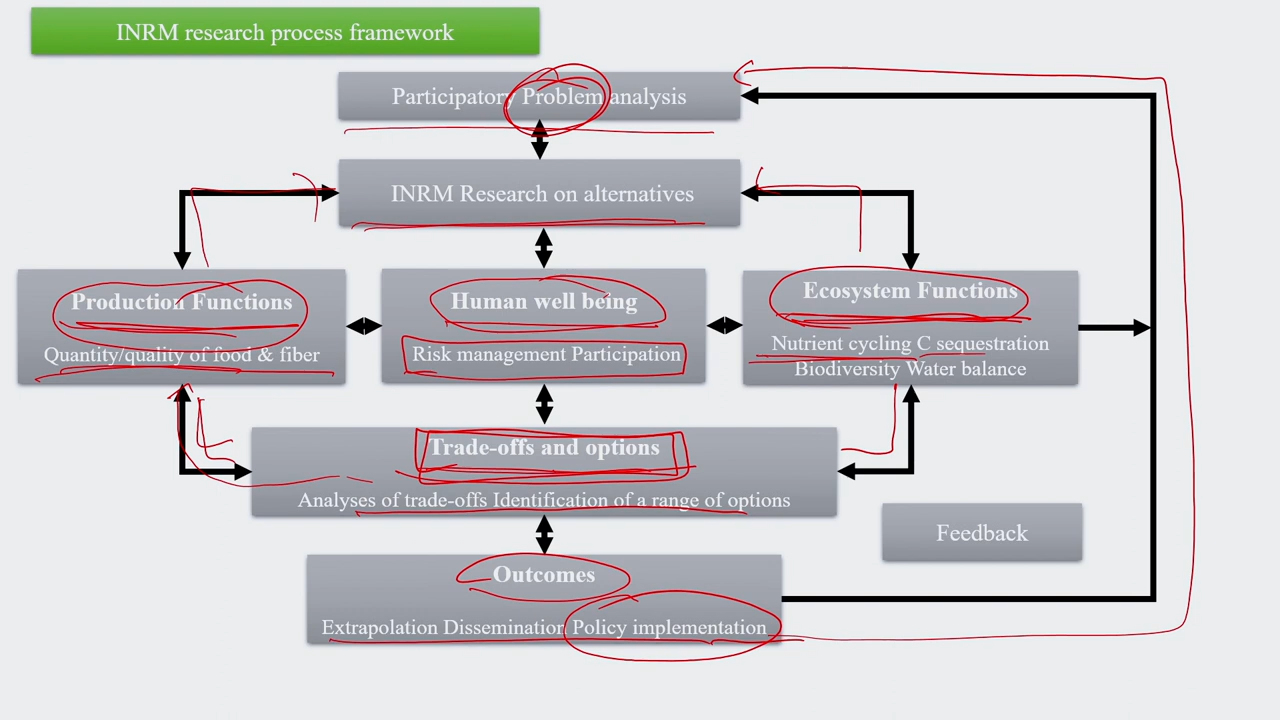 INRM research process framework
Participatory Problem analysis
INRM Research on alternatives
Production Functions
Quantity/quality of food & fiber
Human well being
Risk management Participation
Ecosystem Functions
Nutrient cycling C sequestration
Biodiversity Water balance
Trade-offs and options
Analyses of trade-offs Identification of a range of options
Feedback
Outcomes
Extrapolation Dissemination Policy implementation